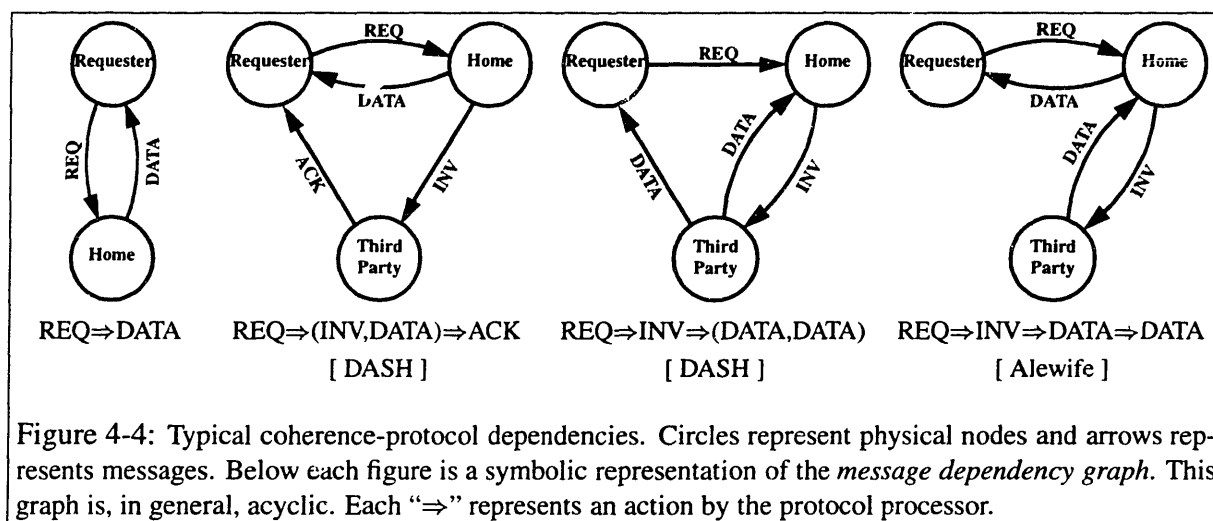 Requester
REQ
DATA
Home
REQ⇒DATA
Requester
REQ
Home
DATA
ACK
INV
Third
Party
REQ⇒(INV,DATA)⇒ACK
[ DASH ]
Requester
REQ
Home
DATA
DATA
INV
Third
Party
REQ⇒INV⇒(DATA,DATA)
[ DASH ]
Requester
REQ
Home
DATA
DATA
INV
Third
Party
REQ⇒INV⇒DATA⇒DATA
[ Alewife ]
Figure 4-4: Typical coherence-protocol dependencies. Circles represent physical nodes and arrows rep-
resents messages. Below each figure is a symbolic representation of the message dependency graph. This
graph is, in general, acyclic. Each “⇒” represents an action by the protocol processor.